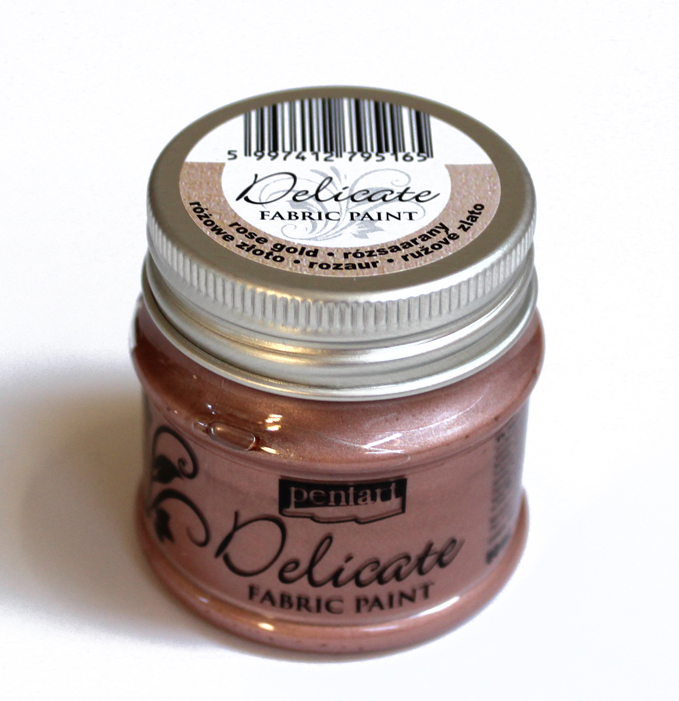 5 997412 795165
Delicate
FABRIC PAINT
rose gold • rózsaarany
różowe złoto • rozaur • ružové zlato
pentart
Delicate
FABRIC PAINT